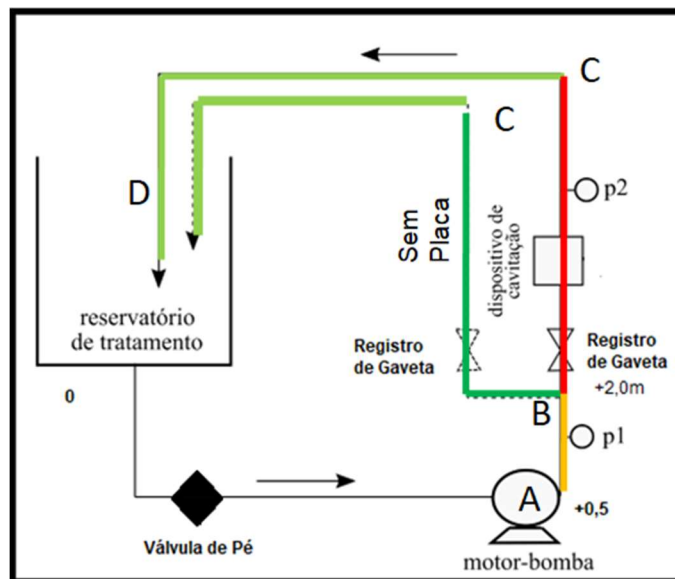 C
C
D
p2
Sem
Placa
dispositivo de
cavitação
reservatório
de tratamento
Registro
de Gaveta
Registro
de Gaveta
+2,0m
0
B
p1
A
+0,5
Válvula de Pé
motor-bomba